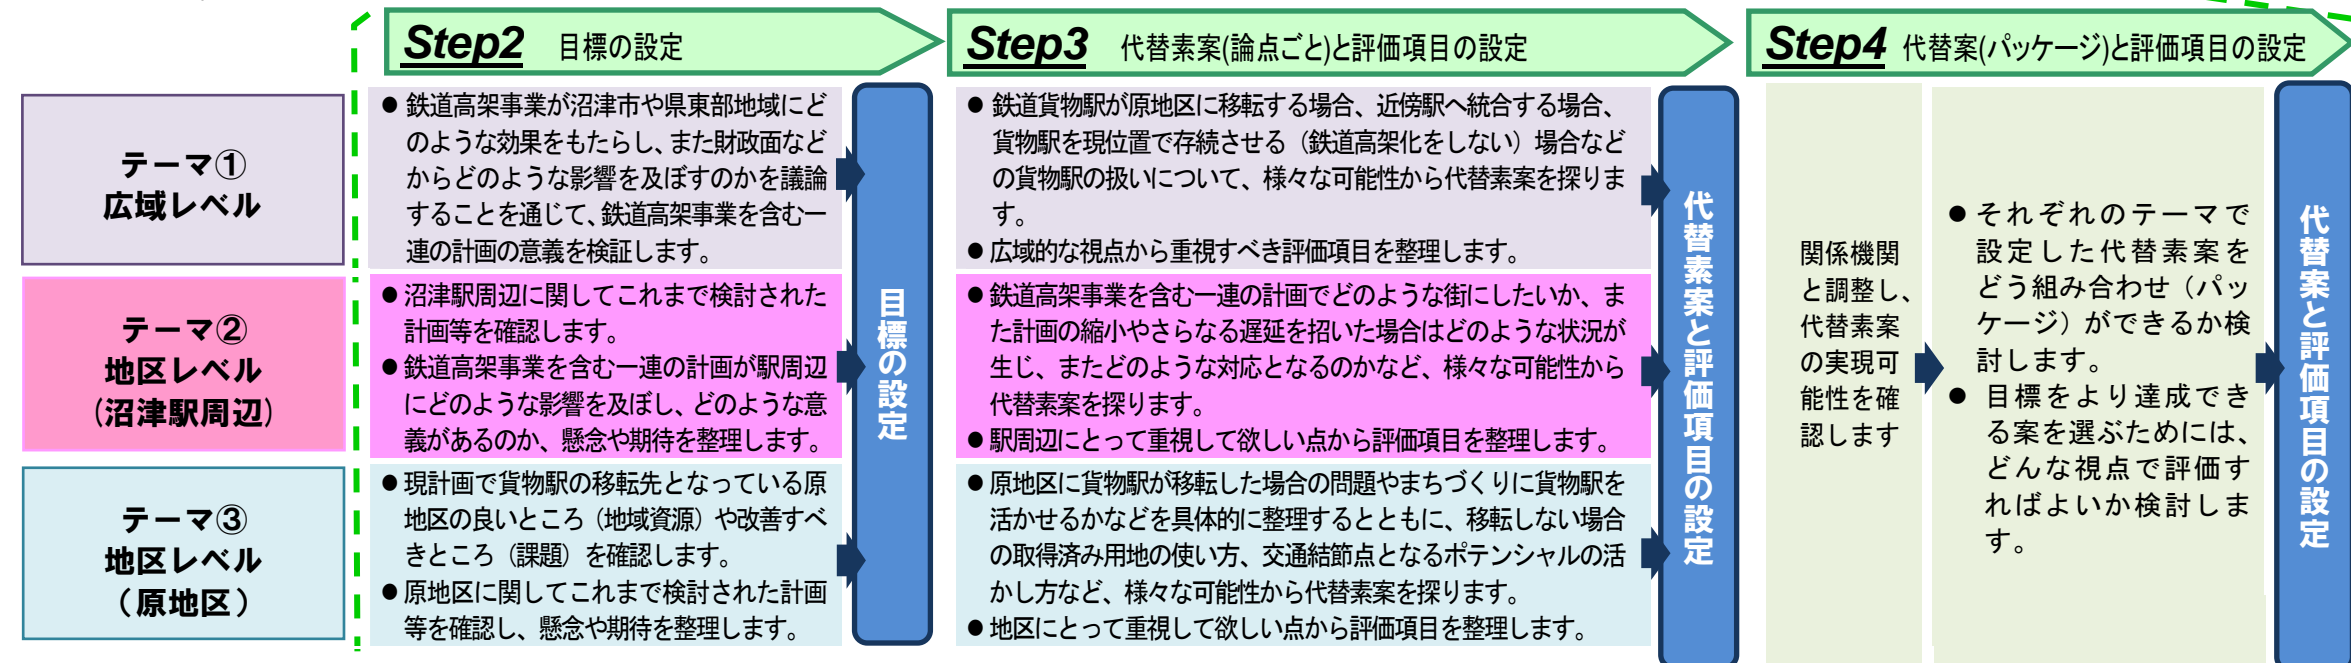 Step2 目標の設定
Step3 代替素案(論点ごと)と評価項目の設定
Step4 代替案(パッケージ)と評価項目の設定
テーマ①
広域レベル
● 鉄道高架事業が沼津市や県東部地域にど
のような効果をもたらし、また財政面など
からどのような影響を及ぼすのかを議論
することを通じて、鉄道高架事業を含む一
連の計画の意義を検証します。
● 鉄道貨物駅が原地区に移転する場合、近傍駅へ統合する場合、
貨物駅を現位置で存続させる（鉄道高架化をしない）場合など
の貨物駅の扱いについて、様々な可能性から代替素案を探りま
す。
● 広域的な視点から重視すべき評価項目を整理します。
テーマ②
地区レベル
（沼津駅周辺）
● 沼津駅周辺に関してこれまで検討された
計画等を確認します。
● 鉄道高架事業を含む一連の計画が駅周辺
にどのような影響を及ぼし、どのような意
義があるのか、懸念や期待を整理します。
● 鉄道高架事業を含む一連の計画でどのような街にしたいか、ま
た計画の縮小やさらなる遅延を招いた場合はどのような状況が
生じ、またどのような対応となるのかなど、様々な可能性から
代替素案を探ります。
● 駅周辺にとって重視して欲しい点から評価項目を整理します。
テーマ③
地区レベル
（原地区）
● 現計画で貨物駅の移転先となっている原
地区の良いところ（地域資源）や改善すべ
きところ（課題）を確認します。
● 原地区に関してこれまで検討された計画
等を確認し、懸念や期待を整理します。
● 原地区に貨物駅が移転した場合の問題やまちづくりに貨物駅を
活かせるかなどを具体的に整理するとともに、移転しない場合
の取得済み用地の使い方、交通結節点となるポテンシャルの活
かし方など、様々な可能性から代替素案を探ります。
● 地区にとって重視して欲しい点から評価項目を整理します。
目標の設定
代替素案と評価項目の設定
関係機関
と調整し、
代替素案
の実現可
能性を確
認します
● それぞれのテーマで
設定した代替素案を
どう組み合わせ（パッ
ケージ）ができるか検
討します。
● 目標をより達成でき
る案を選ぶためには、
どんな視点で評価す
ればよいか検討しま
す。
代替案と評価項目の設定